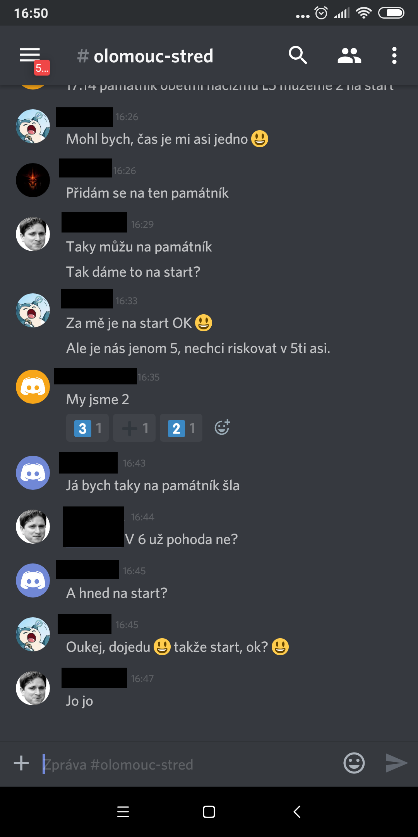 16:50
5...
# olomouc-stred
17:14 památník obětmi nacizmu L5 můžeme 2 na start
16:26
Mohl bych, čas je mi asi jedno 😃
16:26
Přidám se na ten památník
16:29
Taky můžu na památník
Tak dáme to na start?
16:33
Za mě je na start OK 😃
Ale je nás jenom 5, nechci riskovat v 5ti asi.
16:35
My jsme 2
3 1 + 1 2 1
16:43
Já bych taky na památník šla
16:44
V 6 už pohoda ne?
16:45
A hned na start?
16:45
Oukej, dojedu 😃 takže start, ok? 😃
16:47
Jo jo
Zpráva #olomouc-stred